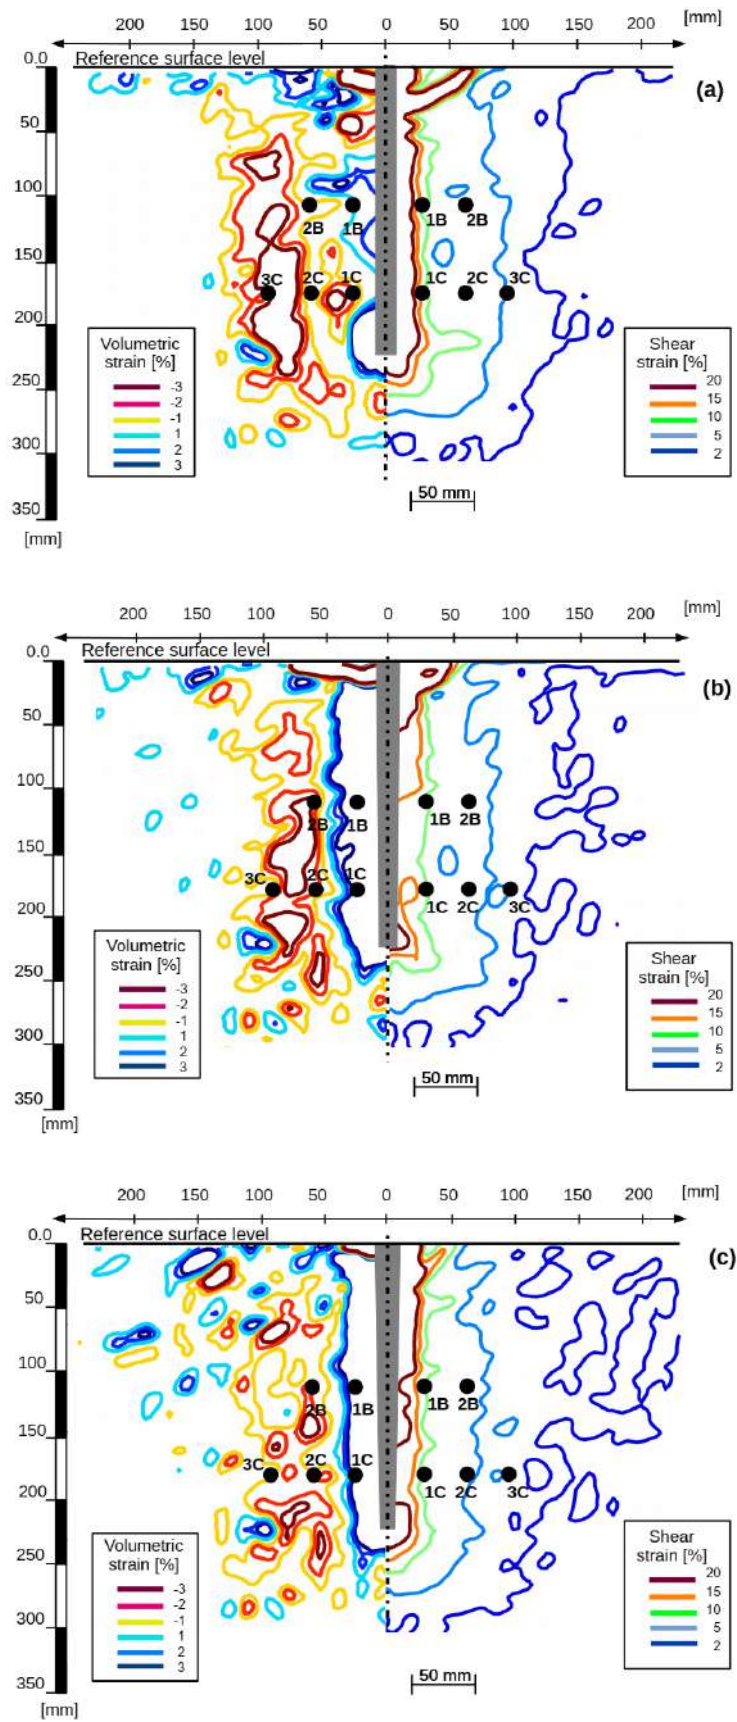 [mm]
200 150 100 50 0 50 100 150 200
0.0 Reference surface level
(a)
50
100
2B 1B 1B 2B
150
3C 2C 1C 1C 2C 3C
200
Volumetric
strain [%]
-3
-2
-1
1
2
3
Shear
strain [%]
20
15
10
5
2
250
300
50 mm
350
[mm]
[mm]
200 150 100 50 0 50 100 150 200
Reference surface level
0.0
(b)
50
100
2B 1B 1B 2B
150
3C 2C 1C 1C 2C 3C
200
Volumetric
strain [%]
-3
-2
-1
1
2
3
Shear
strain [%]
20
15
10
5
2
250
300
50 mm
350
[mm]
200 150 100 50 0 50 100 150 200 [mm]
0.0 Reference surface level
(c)
50
100
2B 1B 1B 2B
150
3C 2C 1C 1C 2C 3C
200
Volumetric
strain [%]
-3
-2
-1
1
2
3
Shear
strain [%]
20
15
10
5
2
250
300
50 mm
350
[mm]